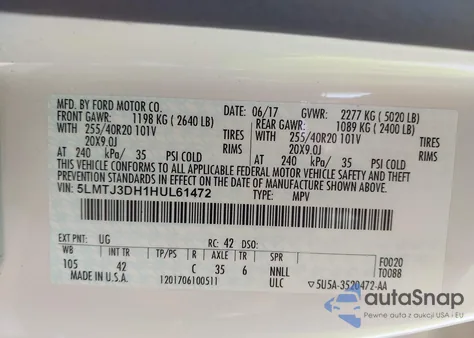 MFD. BY FORD MOTOR CO. 06/17 GVWR: 2277 KG (5020 LB)
FRONT GAWR: 1198 KG (2640 LB) REAR GAWR: 1089 KG (2400 LB)
WITH 255/40R20 101V TIRES WITH 255/40R20 101V TIRES
20X9.0J RIMS 20X9.0J RIMS
AT 240 kPa/ 35 PSI COLD AT 240 kPa/ 35 PSI COLD
THIS VEHICLE CONFORMS TO ALL APPLICABLE FEDERAL MOTOR VEHICLE SAFETY
AND THEFT PREVENTION STANDARDS IN EFFECT ON THE DATE OF MANUFACTURE SHOWN ABOVE.
VIN: 5LMTJ3DH1HUL61472 TYPE: MPV
EXT PNT: UG RC: 42 DSO:
WB INT TR TP/PS R AXLE TR SPR F0020
105 42 C 35 6 NNLL T0088
MADE IN U.S.A. 1201706100511 ULC 5U5A-3520472-AA
autoSnap
Pewne auta z USA i EU